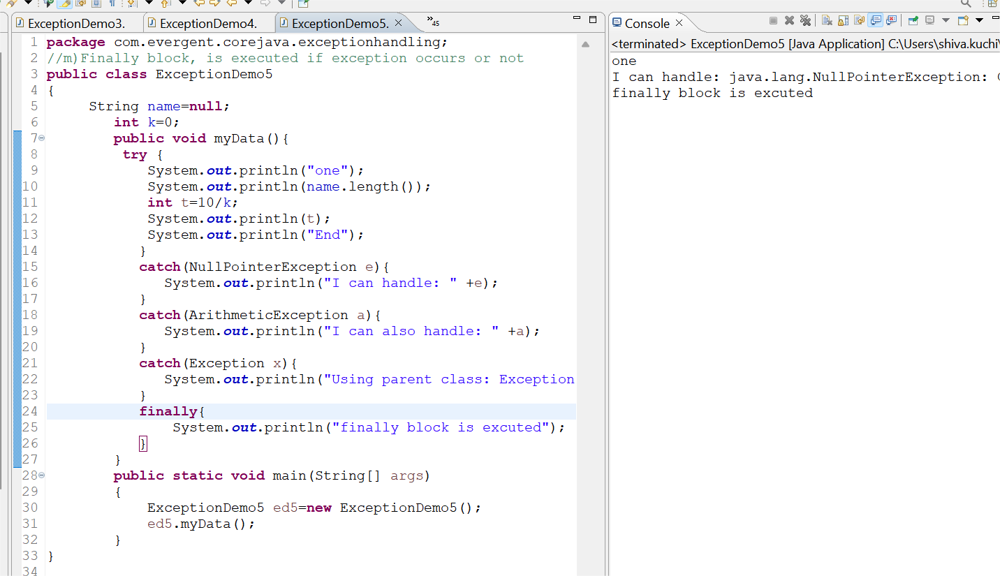 ExceptionDemo3.
ExceptionDemo4.
ExceptionDemo5.
»45
1 package com.evergent.corejava.exceptionhandling;
2 //m)Finally block, is executed if exception occurs or not
3 public class ExceptionDemo5
4 {
5 String name=null;
6 int k=0;
7 public void myData(){
8 try {
9 System.out.println("one");
10 System.out.println(name.length());
11 int t=10/k;
12 System.out.println(t);
13 System.out.println("End");
14 }
15 catch(NullPointerException e){
16 System.out.println("I can handle: " +e);
17 }
18 catch(ArithmeticException a){
19 System.out.println("I can also handle: " +a);
20 }
21 catch(Exception x){
22 System.out.println("Using parent class: Exception
23 }
24 finally{
25 System.out.println("finally block is excuted");
26 }
27 }
28 public static void main(String[] args)
29 {
30 ExceptionDemo5 ed5=new ExceptionDemo5();
31 ed5.myData();
32 }
33 }
34
Console
<terminated> ExceptionDemo5 [Java Application] C:\Users\shiva.kuchi\
one
I can handle: java.lang.NullPointerException:
finally block is excuted